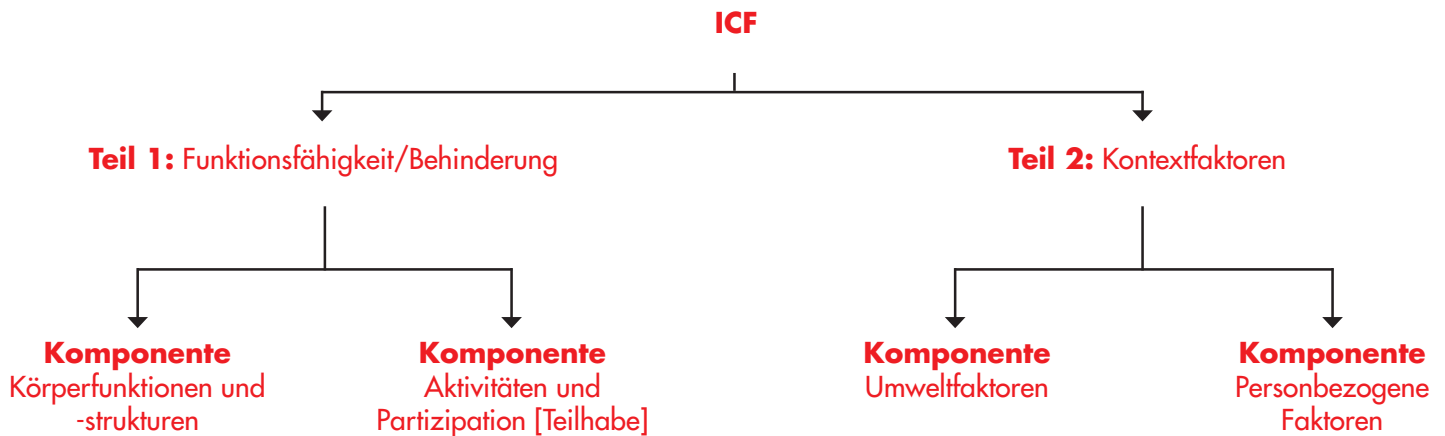 ICF
Teil 1: Funktionsfähigkeit/Behinderung
Teil 2: Kontextfaktoren
Komponente
Körperfunktionen und
-strukturen
Komponente
Aktivitäten und
Partizipation [Teilhabe]
Komponente
Umweltfaktoren
Komponente
Personbezogene
Faktoren